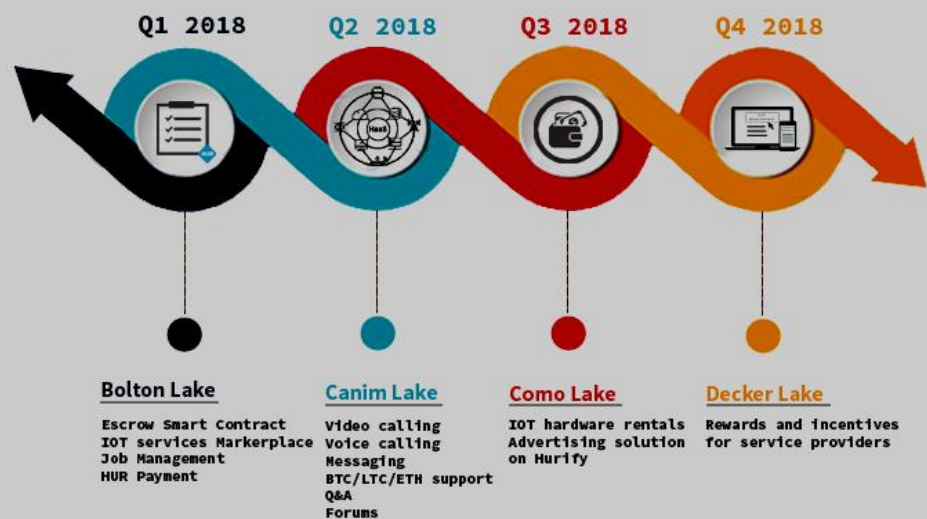 Q1 2018
Q2 2018
Q3 2018
Q4 2018
HUR
HaaS
Bolton Lake
Escrow Smart Contract
IOT services Markerplace
Job Management
HUR Payment
Canim Lake
Video calling
Voice calling
Messaging
BTC/LTC/ETH support
Q&A
Forums
Como Lake
IOT hardware rentals
Advertising solution
on Hurify
Decker Lake
Rewards and incentives
for service providers